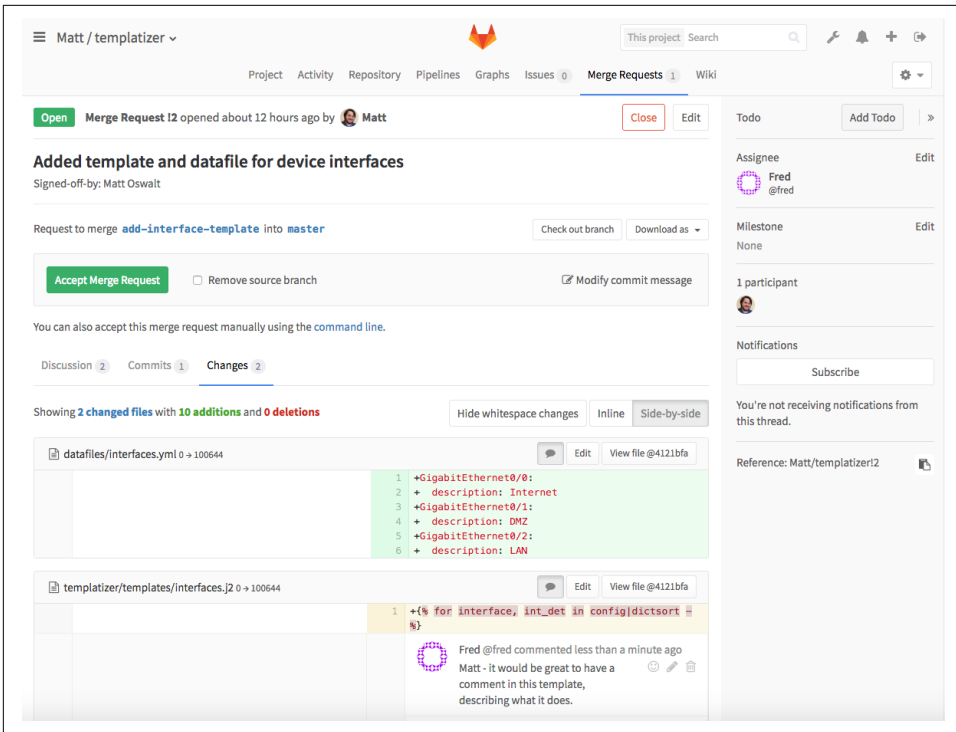 Matt / templatizer
This project Search
Project Activity Repository Pipelines Graphs Issues 0 Merge Requests 1 Wiki
Open Merge Request !2 opened about 12 hours ago by Matt
Close Edit
Added template and datafile for device interfaces
Signed-off-by: Matt Oswalt
Request to merge add-interface-template into master
Check out branch Download as
Accept Merge Request Remove source branch Modify commit message
You can also accept this merge request manually using the command line.
Discussion 2 Commits 1 Changes 2
Showing 2 changed files with 10 additions and 0 deletions
Hide whitespace changes Inline Side-by-side
datafiles/interfaces.yml 0 → 100644
Edit View file @4121bfa
1 +GigabitEthernet0/0:
2 +  description: Internet
3 +GigabitEthernet0/1:
4 +  description: DMZ
5 +GigabitEthernet0/2:
6 +  description: LAN
templatizer/templates/interfaces.j2 0 → 100644
Edit View file @4121bfa
1 +{% for interface, int_det in config|dictsort -
%}
Fred @fred commented less than a minute ago
Matt - it would be great to have a
comment in this template,
describing what it does.
Todo Add Todo »
Assignee Edit
Fred
@fred
Milestone Edit
None
1 participant
Notifications
Subscribe
You're not receiving notifications from
this thread.
Reference: Matt/templatizer!2